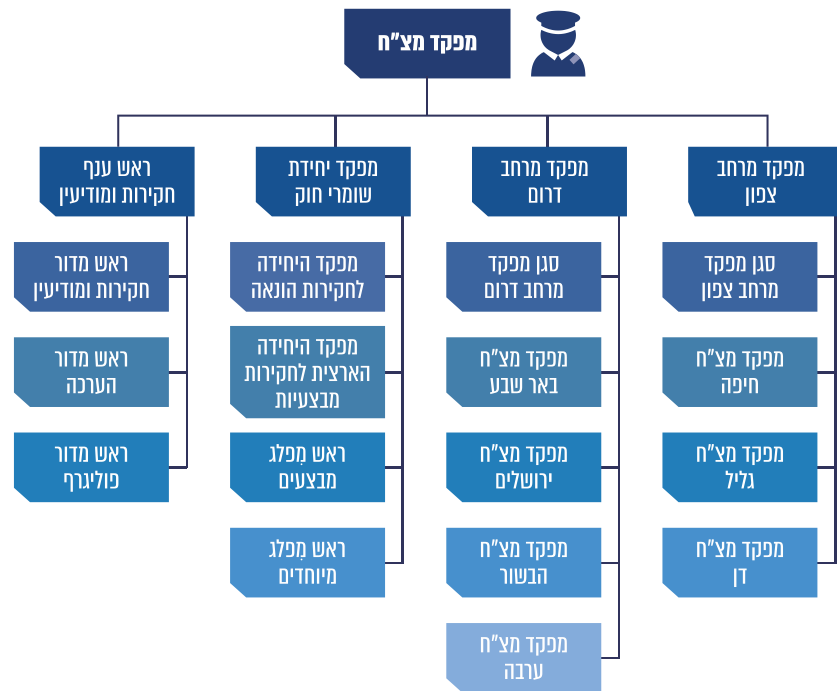 מפקד מצ"ח
מפקד מרחב
צפון
סגן מפקד
מרחב צפון
מפקד מצ"ח
חיפה
מפקד מצ"ח
גליל
מפקד מצ"ח
דן
מפקד מרחב
דרום
סגן מפקד
מרחב דרום
מפקד מצ"ח
באר שבע
מפקד מצ"ח
ירושלים
מפקד מצ"ח
הבשור
מפקד מצ"ח
ערבה
מפקד יחידת
שומרי חוק
מפקד היחידה
לחקירות הונאה
מפקד היחידה
הארצית לחקירות
מבצעיות
ראש מִפלג
מבצעים
ראש מִפלג
מיוחדים
ראש ענף
חקירות ומודיעין
ראש מדור
חקירות ומודיעין
ראש מדור
הערכה
ראש מדור
פוליגרף